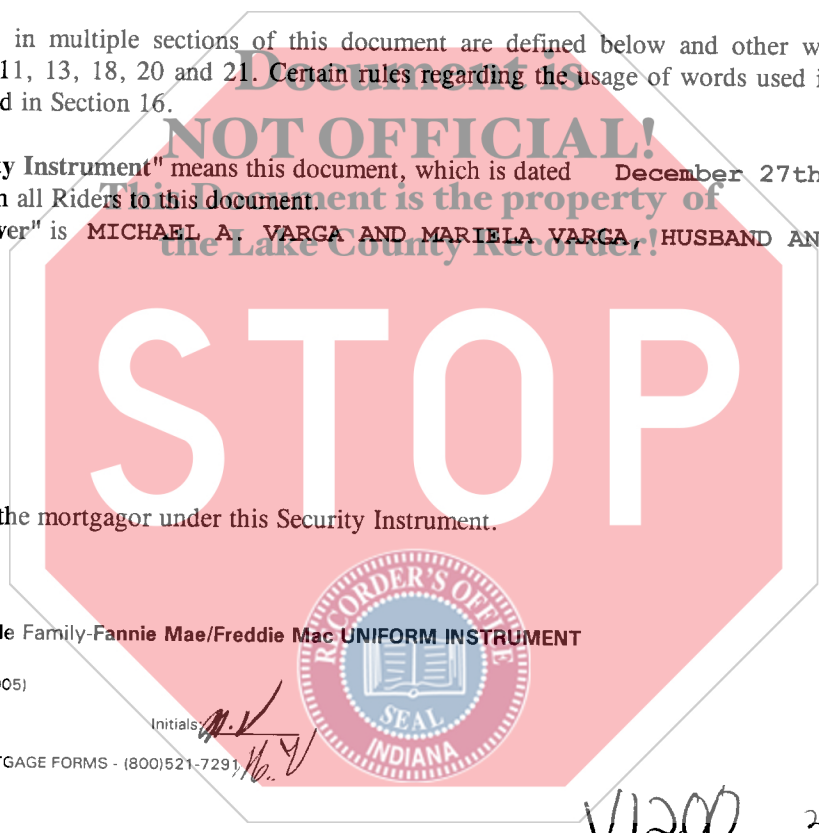 in multiple sections of this document are defined below and other w
11, 13, 18, 20 and 21. Certain rules regarding the usage of words used i
d in Section 16.
Document is
NOT OFFICIAL!
This Document is the property of
the Lake County Recorder!
y Instrument" means this document, which is dated December 27th
n all Riders to this document.
ver" is MICHAEL A. VARGA AND MARIELA VARGA, HUSBAND AN
STOP
the mortgagor under this Security Instrument.
RECORDER'S OFFICE
SEAL
INDIANA
le Family-Fannie Mae/Freddie Mac UNIFORM INSTRUMENT
005)
Initials: M.V
M.V
TGAGE FORMS - (800)521-7291